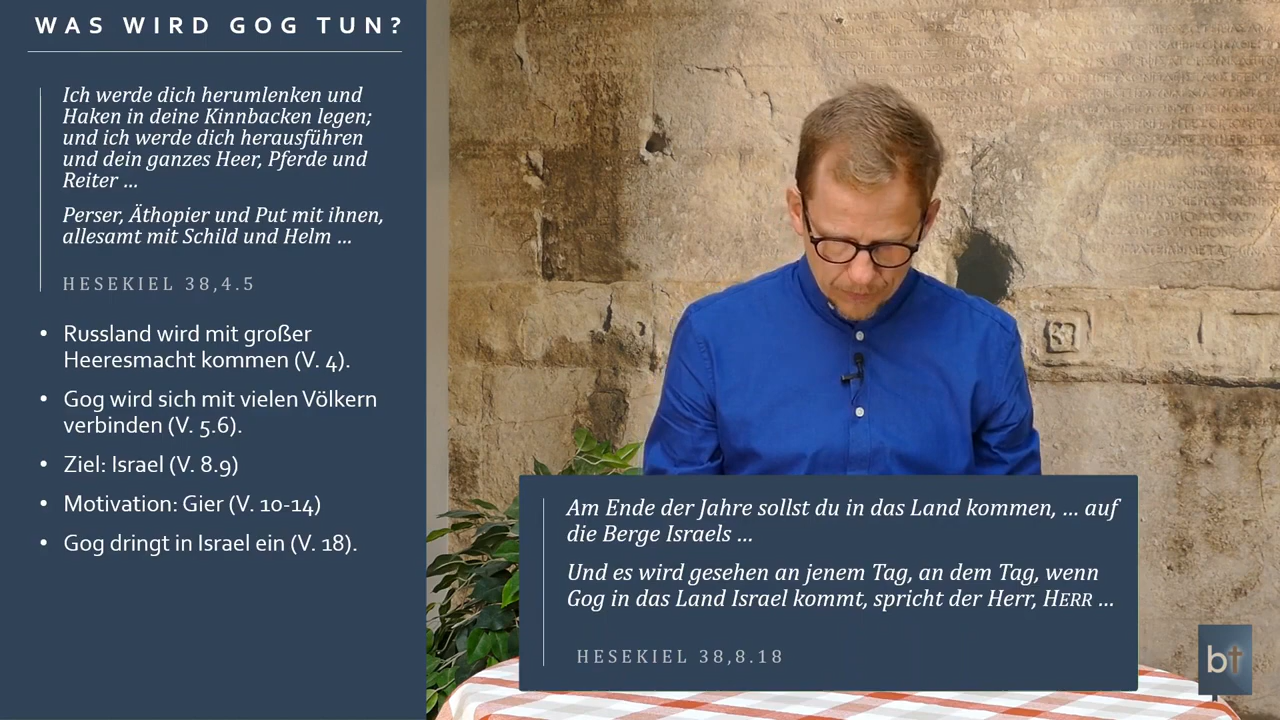 WAS WIRD GOG TUN?
Ich werde dich herumlenken und
Haken in deine Kinnbacken legen;
und ich werde dich herausführen
und dein ganzes Heer, Pferde und
Reiter ...
Perser, Äthopier und Put mit ihnen,
allesamt mit Schild und Helm ...
HESEKIEL 38,4.5
• Russland wird mit großer
Heeresmacht kommen (V. 4).
• Gog wird sich mit vielen Völkern
verbinden (V. 5.6).
• Ziel: Israel (V. 8.9)
• Motivation: Gier (V. 10-14)
• Gog dringt in Israel ein (V. 18).
Am Ende der Jahre sollst du in das Land kommen, ... auf
die Berge Israels ...
Und es wird gesehen an jenem Tag, an dem Tag, wenn
Gog in das Land Israel kommt, spricht der Herr, HERR ...
HESEKIEL 38,8.18
bt